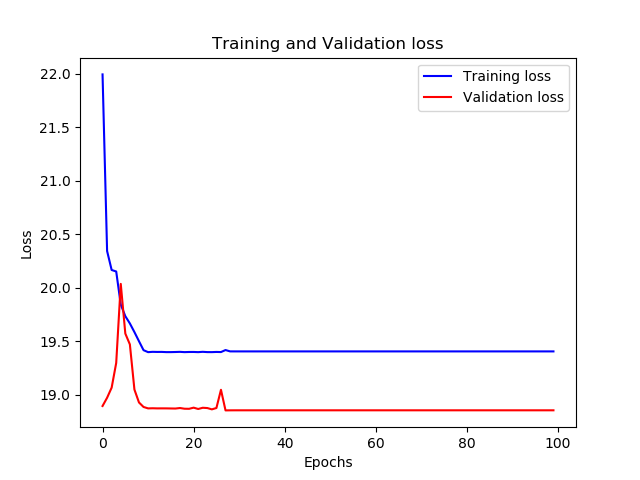 Training and Validation loss
Training loss
Validation loss
Loss
22.0
21.5
21.0
20.5
20.0
19.5
19.0
0 20 40 60 80 100
Epochs